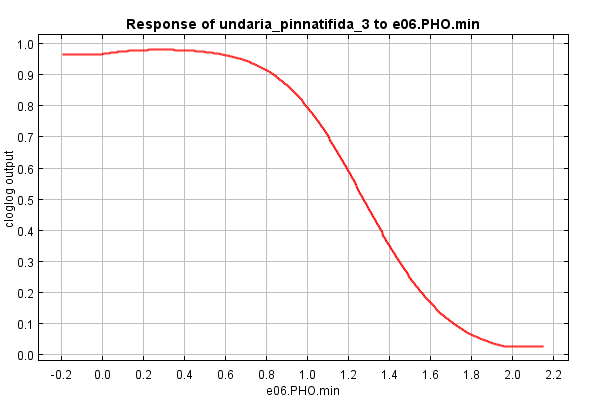 Response of undaria_pinnatifida_3 to e06.PHO.min
1.0
0.9
0.8
0.7
0.6
0.5
0.4
0.3
0.2
0.1
0.0
cloglog output
-0.2 0.0 0.2 0.4 0.6 0.8 1.0 1.2 1.4 1.6 1.8 2.0 2.2
e06.PHO.min